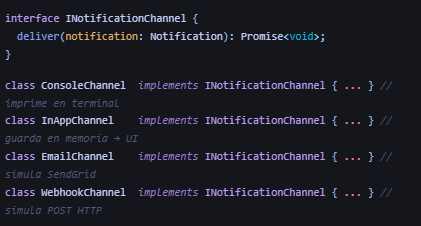 interface INotificationChannel {
  deliver(notification: Notification): Promise<void>;
}

class ConsoleChannel  implements INotificationChannel { ... } //
imprime en terminal
class InAppChannel    implements INotificationChannel { ... } //
guarda en memoria → UI
class EmailChannel    implements INotificationChannel { ... } //
simula SendGrid
class WebhookChannel  implements INotificationChannel { ... } //
simula POST HTTP